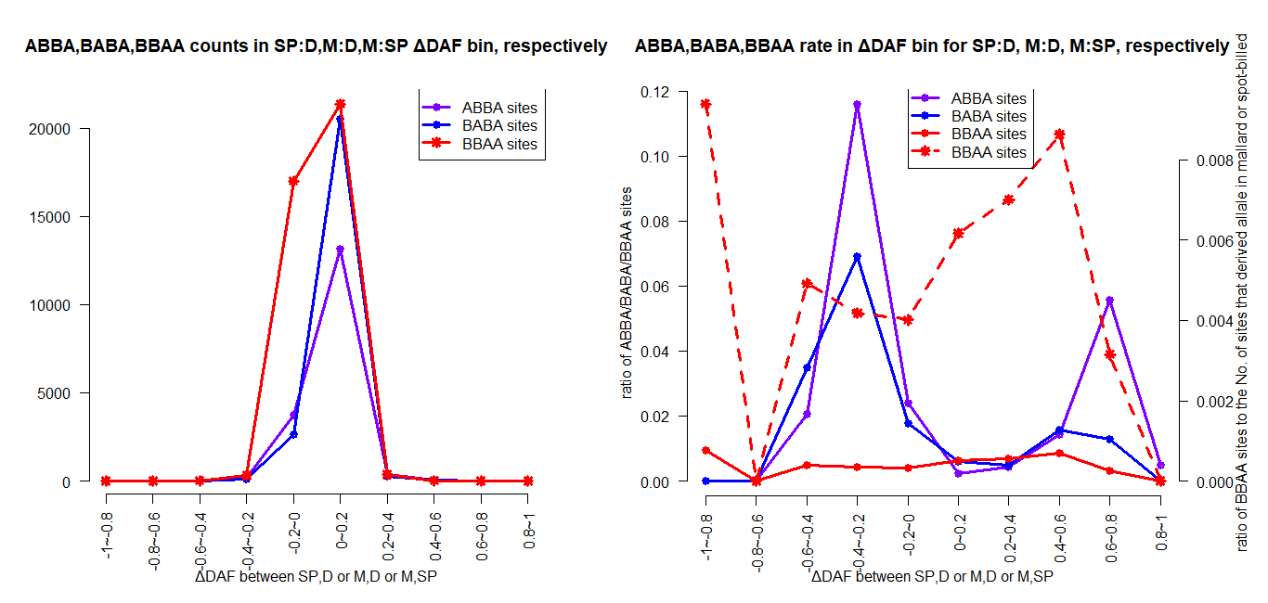 ABBA,BABA,BBAA counts in SP:D,M:D,M:SP ΔDAF bin, respectively
ABBA sites
BABA sites
BBAA sites
20000
15000
10000
5000
0
-1~-0.8
-0.8~-0.6
-0.6~-0.4
-0.4~-0.2
-0.2~0
0~0.2
0.2~0.4
0.4~0.6
0.6~0.8
0.8~1
ΔDAF between SP,D or M,D or M,SP
ABBA,BABA,BBAA rate in ΔDAF bin for SP:D, M:D, M:SP, respectively
ratio of ABBA/BABA/BBAA sites
0.12
0.10
0.08
0.06
0.04
0.02
0.00
ABBA sites
BABA sites
BBAA sites
BBAA sites
0.008
0.006
0.004
0.002
0.000
ratio of BBAA sites to the No. of sites that derived allele in mallard or spot-billed
-1~-0.8
-0.8~-0.6
-0.6~-0.4
-0.4~-0.2
-0.2~0
0~0.2
0.2~0.4
0.4~0.6
0.6~0.8
0.8~1
ΔDAF between SP,D or M,D or M,SP